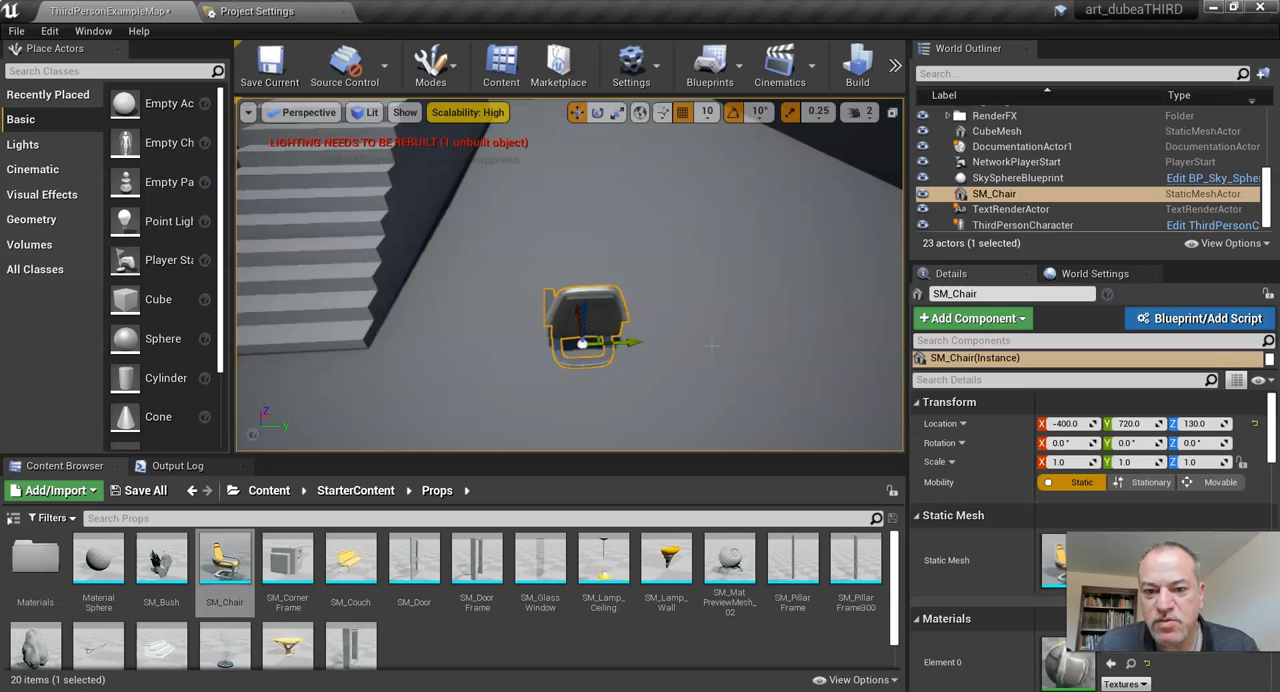 ThirdPersonExampleMap*
Project Settings
art_dubeaTHIRD
File
Edit
Window
Help
Place Actors
Search Classes
Recently Placed
Basic
Lights
Cinematic
Visual Effects
Geometry
Volumes
All Classes
Empty Ac
Empty Ch
Empty Pa
Point Ligh
Player Sta
Cube
Sphere
Cylinder
Cone
Save Current
Source Control
Modes
Content
Marketplace
Settings
Blueprints
Cinematics
Build
Perspective
Lit
Show
Scalability: High
10
10°
0.25
2
LIGHTING NEEDS TO BE REBUILT (1 unbuilt object)
Z
Y
World Outliner
Search...
Label
Type
RenderFX
Folder
CubeMesh
StaticMeshActor
DocumentationActor1
DocumentationActor
NetworkPlayerStart
PlayerStart
SkySphereBlueprint
Edit BP_Sky_Sphe
SM_Chair
StaticMeshActor
TextRenderActor
TextRenderActor
ThirdPersonCharacter
Edit ThirdPersonC
23 actors (1 selected)
View Options
Details
World Settings
SM_Chair
Add Component
Blueprint/Add Script
Search Components
SM_Chair(Instance)
Search Details
Transform
Location
X -400.0
Y 720.0
Z 130.0
Rotation
X 0.0°
Y 0.0°
Z 0.0°
Scale
X 1.0
Y 1.0
Z 1.0
Mobility
Static
Stationary
Movable
Static Mesh
Static Mesh
Materials
Element 0
Textures
Content Browser
Output Log
Add/Import
Save All
Content
StarterContent
Props
Filters
Search Props
Materials
Material
Sphere
SM_Bush
SM_Chair
SM_Corner
Frame
SM_Couch
SM_Door
SM_Door
Frame
SM_Glass
Window
SM_Lamp_
Ceiling
SM_Lamp_
Wall
SM_Mat
PreviewMesh_
02
SM_Pillar
Frame
SM_Pillar
Frame300
20 items (1 selected)
View Options